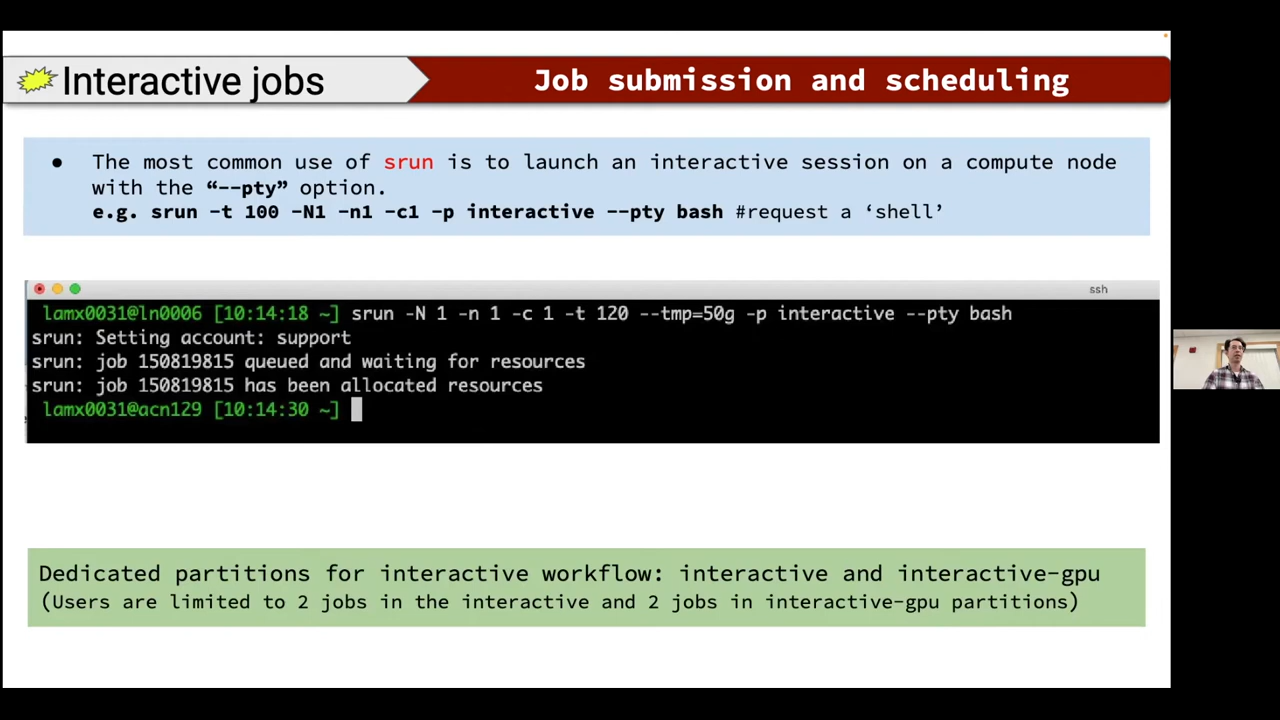 Interactive jobs
Job submission and scheduling
● The most common use of srun is to launch an interactive session on a compute node
with the “--pty” option.
e.g. srun -t 100 -N1 -n1 -c1 -p interactive --pty bash #request a ‘shell’
ssh
lamx0031@ln0006 [10:14:18 ~] srun -N 1 -n 1 -c 1 -t 120 --tmp=50g -p interactive --pty bash
srun: Setting account: support
srun: job 150819815 queued and waiting for resources
srun: job 150819815 has been allocated resources
lamx0031@acn129 [10:14:30 ~]
Dedicated partitions for interactive workflow: interactive and interactive-gpu
(Users are limited to 2 jobs in the interactive and 2 jobs in interactive-gpu partitions)